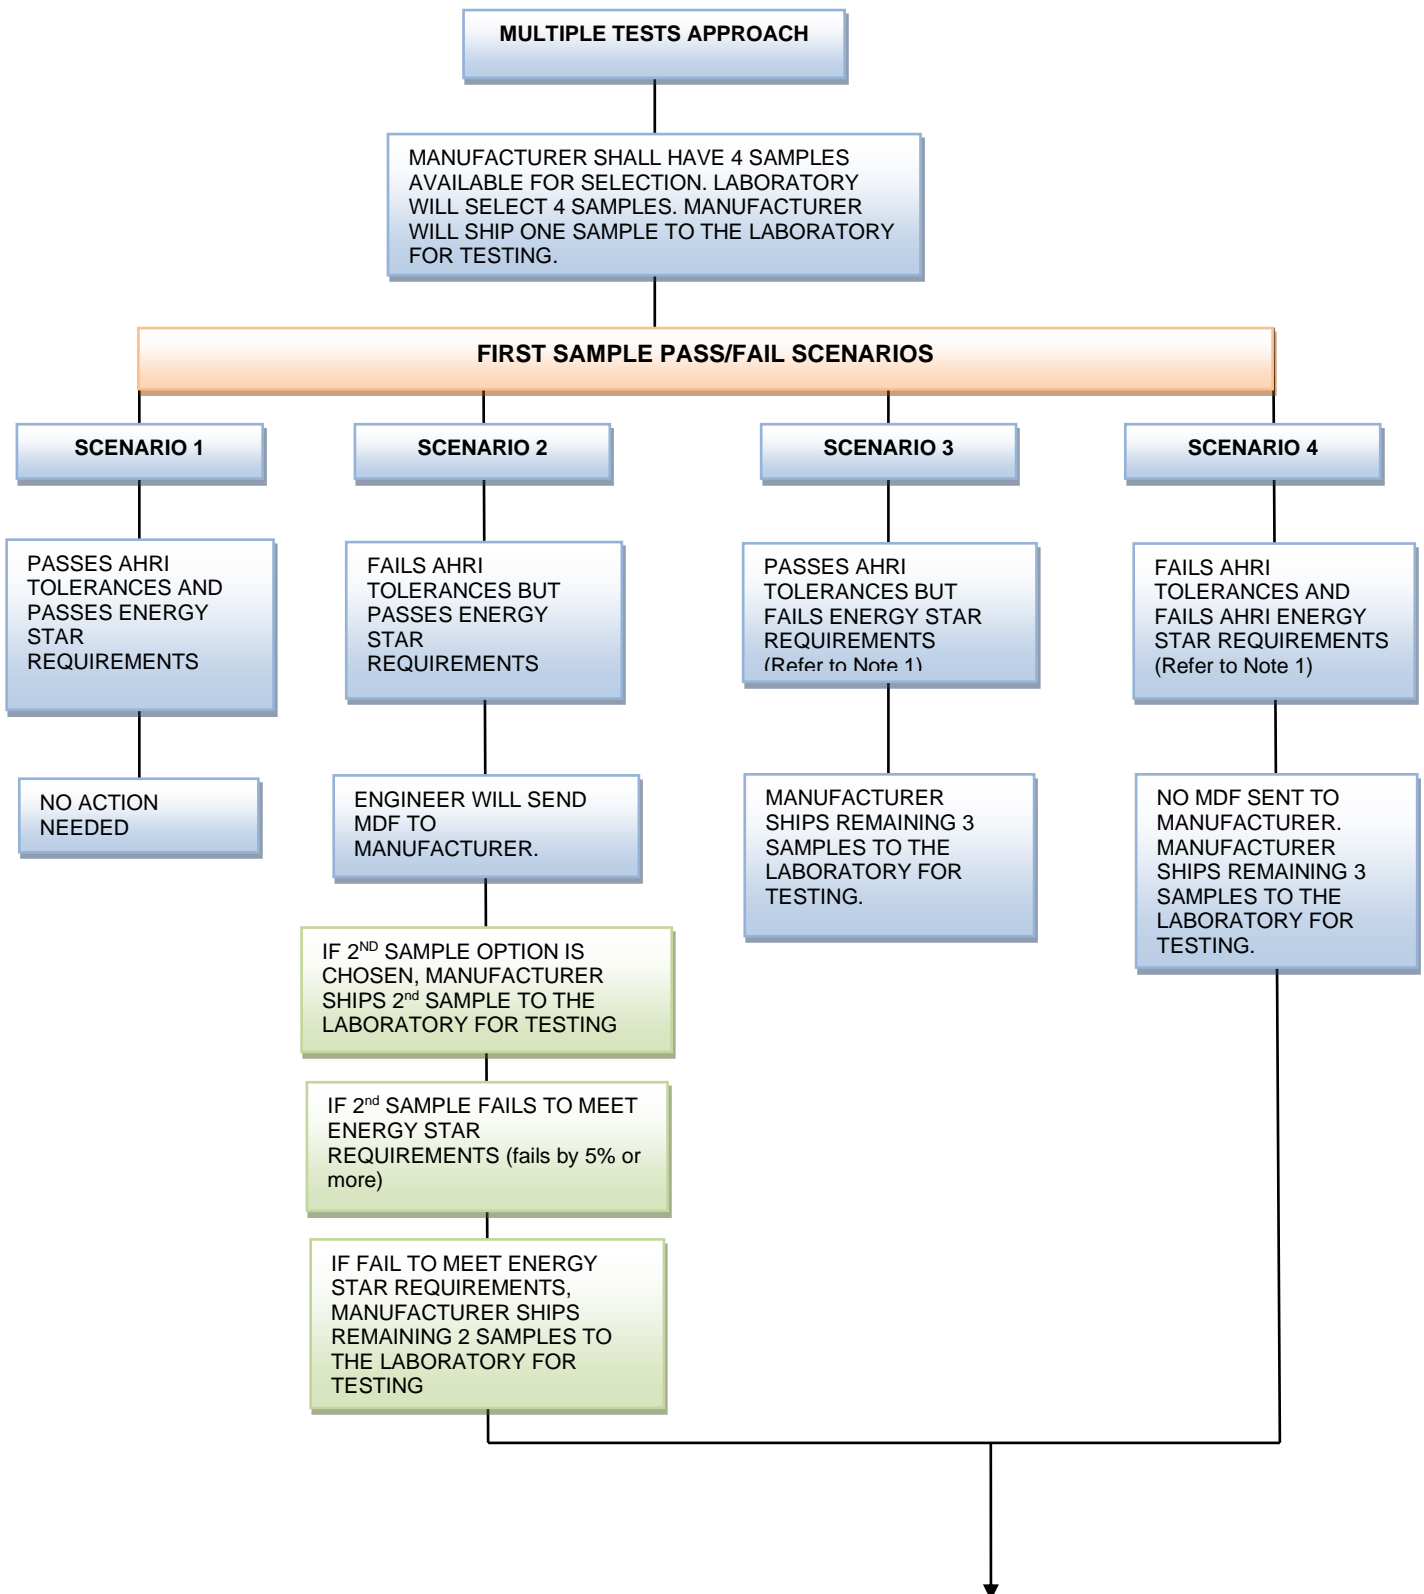 MULTIPLE TESTS APPROACH
MANUFACTURER SHALL HAVE 4 SAMPLES
AVAILABLE FOR SELECTION. LABORATORY
WILL SELECT 4 SAMPLES. MANUFACTURER
WILL SHIP ONE SAMPLE TO THE LABORATORY
FOR TESTING.
FIRST SAMPLE PASS/FAIL SCENARIOS
SCENARIO 1
PASSES AHRI
TOLERANCES AND
PASSES ENERGY
STAR
REQUIREMENTS
NO ACTION
NEEDED
SCENARIO 2
FAILS AHRI
TOLERANCES BUT
PASSES ENERGY
STAR
REQUIREMENTS
ENGINEER WILL SEND
MDF TO
MANUFACTURER.
IF 2ND SAMPLE OPTION IS
CHOSEN, MANUFACTURER
SHIPS 2nd SAMPLE TO THE
LABORATORY FOR TESTING
IF 2nd SAMPLE FAILS TO MEET
ENERGY STAR
REQUIREMENTS (fails by 5% or
more)
IF FAIL TO MEET ENERGY
STAR REQUIREMENTS,
MANUFACTURER SHIPS
REMAINING 2 SAMPLES TO
THE LABORATORY FOR
TESTING
SCENARIO 3
PASSES AHRI
TOLERANCES BUT
FAILS ENERGY STAR
REQUIREMENTS
(Refer to Note 1)
MANUFACTURER
SHIPS REMAINING 3
SAMPLES TO THE
LABORATORY FOR
TESTING.
SCENARIO 4
FAILS AHRI
TOLERANCES AND
FAILS AHRI ENERGY
STAR REQUIREMENTS
(Refer to Note 1)
NO MDF SENT TO
MANUFACTURER.
MANUFACTURER
SHIPS REMAINING 3
SAMPLES TO THE
LABORATORY FOR
TESTING.